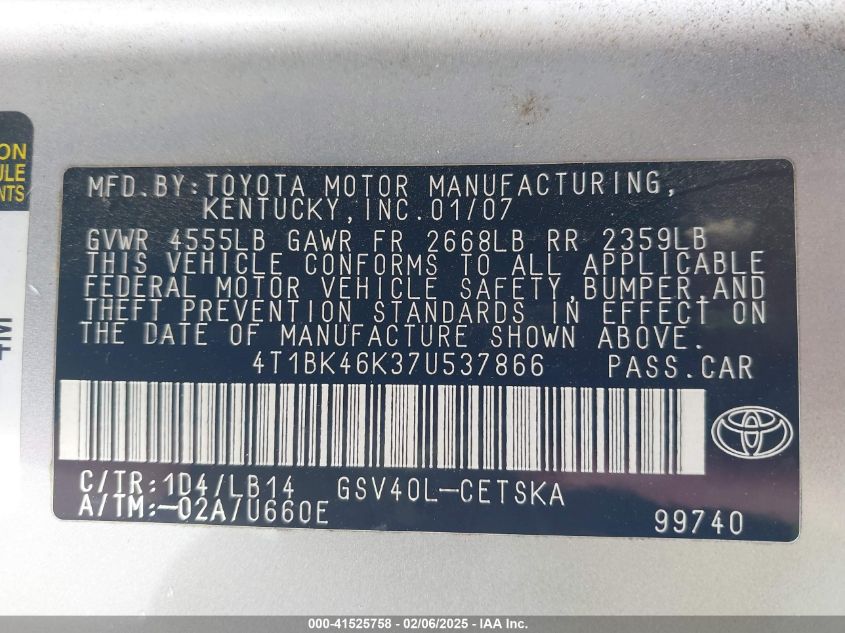 ON
ULE
NTS
MFD.BY:TOYOTA MOTOR MANUFACTURING,
KENTUCKY,INC.01/07
GVWR 4555LB GAWR FR 2668LB RR 2359LB
THIS VEHICLE CONFORMS TO ALL APPLICABLE
FEDERAL MOTOR VEHICLE SAFETY,BUMPER,AND
THEFT PREVENTION STANDARDS IN EFFECT ON
THE DATE OF MANUFACTURE SHOWN ABOVE.
4T1BK46K37U537866 PASS.CAR
C/TR:1D4/LB14 GSV40L-CETSKA
A/TM:-02A/U660E
99740
000-41525758 - 02/06/2025 - IAA Inc.